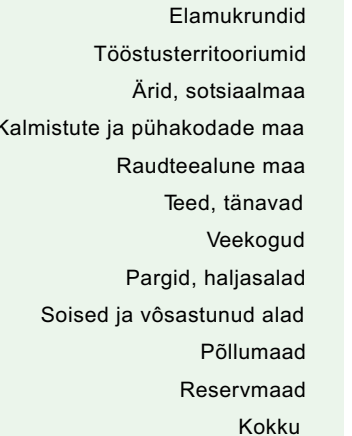 Elamukrundid
Tööstusterritooriumid
Ärid, sotsiaalmaa
Kalmistute ja pühakodade maa
Raudteealune maa
Teed, tänavad
Veekogud
Pargid, haljasalad
Soised ja vôsastunud alad
Põllumaad
Reservmaad
Kokku